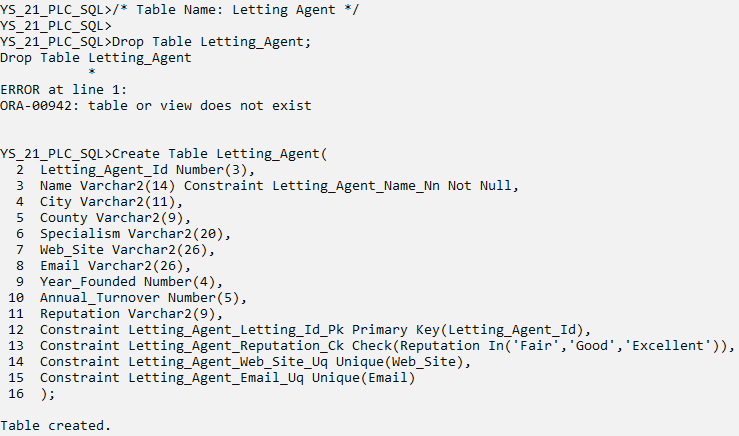 YS_21_PLC_SQL>/* Table Name: Letting Agent */
YS_21_PLC_SQL>
YS_21_PLC_SQL>Drop Table Letting_Agent;
Drop Table Letting_Agent
           *
ERROR at line 1:
ORA-00942: table or view does not exist


YS_21_PLC_SQL>Create Table Letting_Agent(
  2  Letting_Agent_Id Number(3),
  3  Name Varchar2(14) Constraint Letting_Agent_Name_Nn Not Null,
  4  City Varchar2(11),
  5  County Varchar2(9),
  6  Specialism Varchar2(20),
  7  Web_Site Varchar2(26),
  8  Email Varchar2(26),
  9  Year_Founded Number(4),
 10  Annual_Turnover Number(5),
 11  Reputation Varchar2(9),
 12  Constraint Letting_Agent_Letting_Id_Pk Primary Key(Letting_Agent_Id),
 13  Constraint Letting_Agent_Reputation_Ck Check(Reputation In('Fair','Good','Excellent')),
 14  Constraint Letting_Agent_Web_Site_Uq Unique(Web_Site),
 15  Constraint Letting_Agent_Email_Uq Unique(Email)
 16  );

Table created.